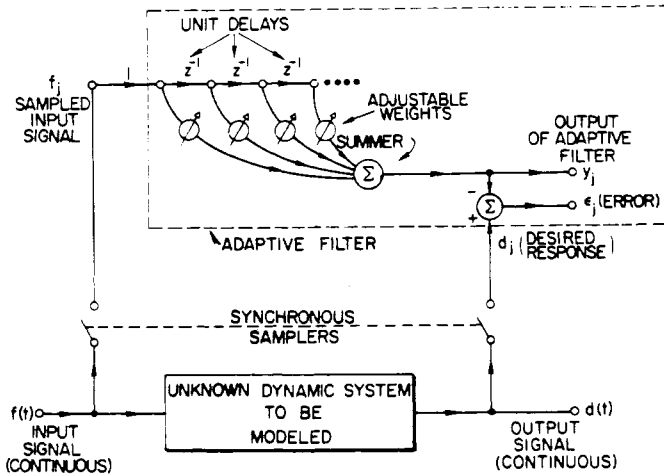 UNIT DELAYS
1
z⁻¹
z⁻¹
z⁻¹
f_j
SAMPLED
INPUT
SIGNAL
ADJUSTABLE
WEIGHTS
SUMMER
Σ
OUTPUT
OF ADAPTIVE
FILTER
y_j
-
Σ
+
ϵ_j (ERROR)
ADAPTIVE FILTER
d_j (DESIRED
RESPONSE)
SYNCHRONOUS
SAMPLERS
f(t)
INPUT
SIGNAL
(CONTINUOUS)
UNKNOWN DYNAMIC SYSTEM
TO BE
MODELED
d(t)
OUTPUT
SIGNAL
(CONTINUOUS)